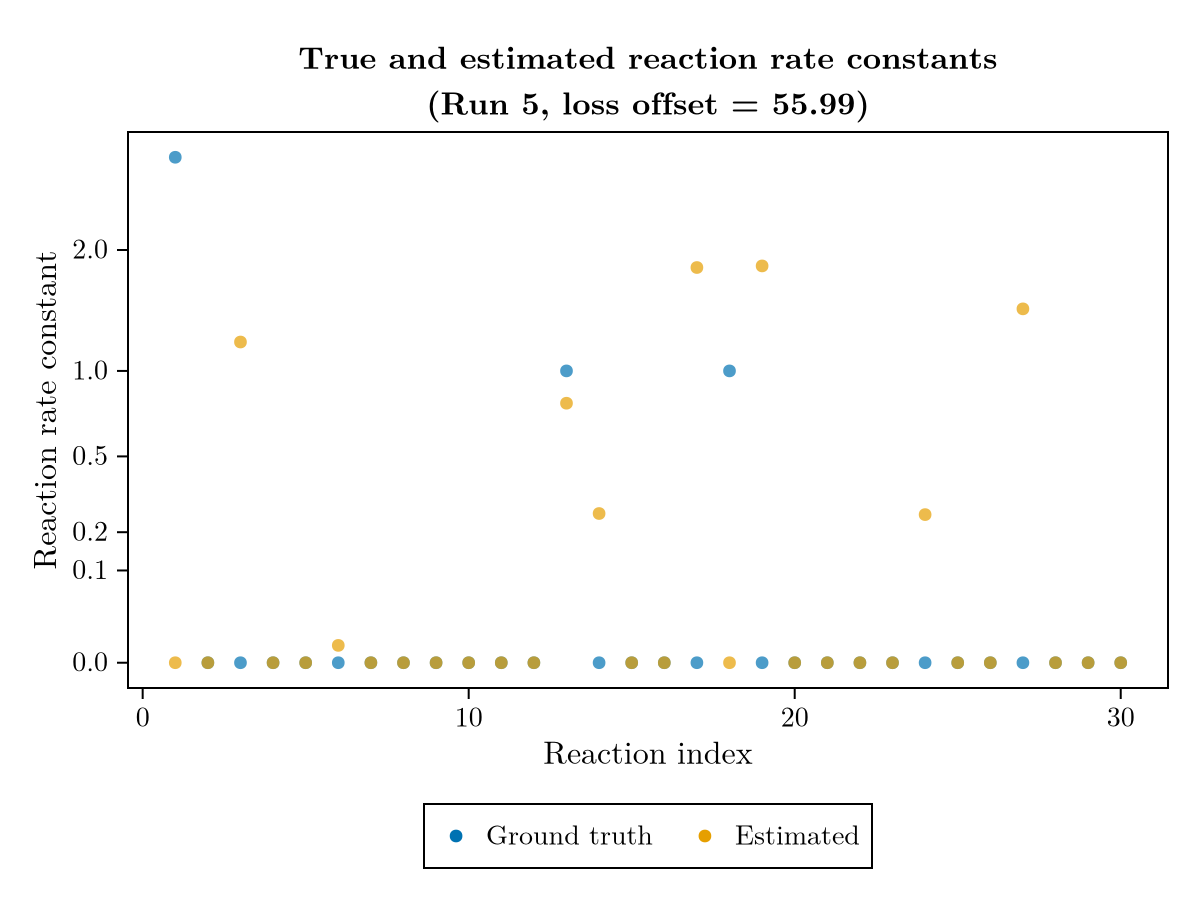 True and estimated reaction rate constants
(Run 5, loss offset = 55.99)
Reaction rate constant
2.0
1.0
0.5
0.2
0.1
0.0
0 10 20 30
Reaction index
Ground truth Estimated